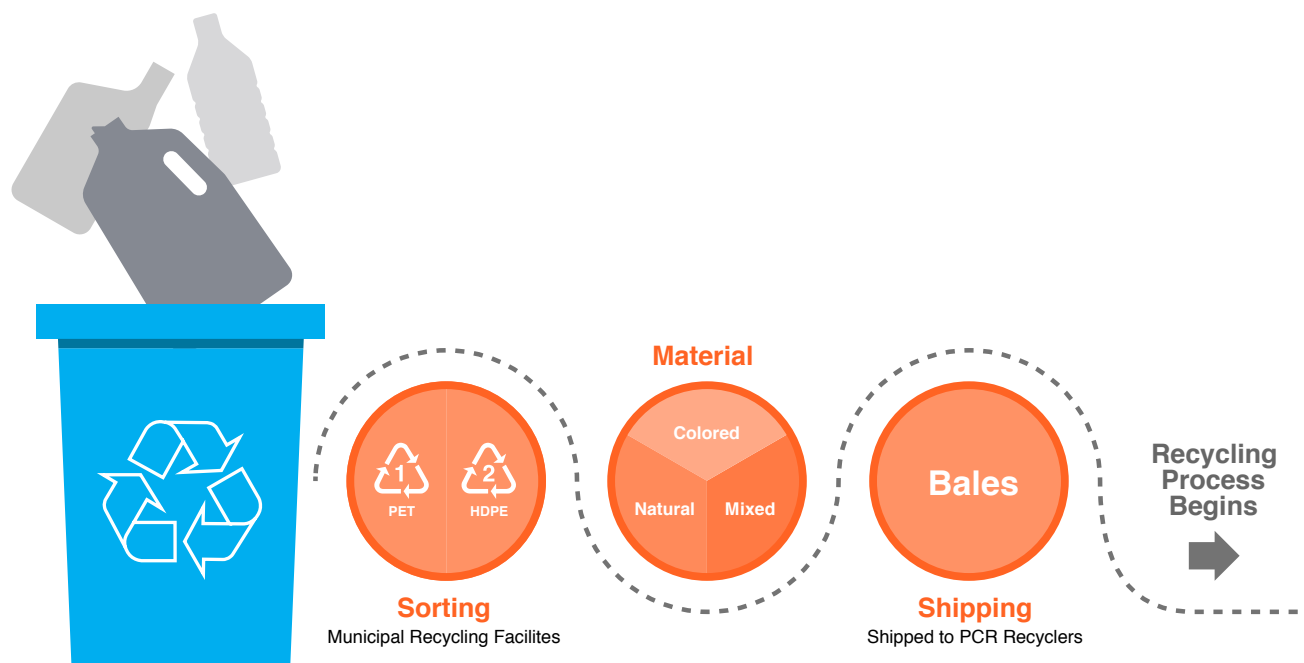 1
PET
2
HDPE
Sorting
Municipal Recycling Facilites
Material
Colored
Natural
Mixed
Bales
Shipping
Shipped to PCR Recyclers
Recycling
Process
Begins